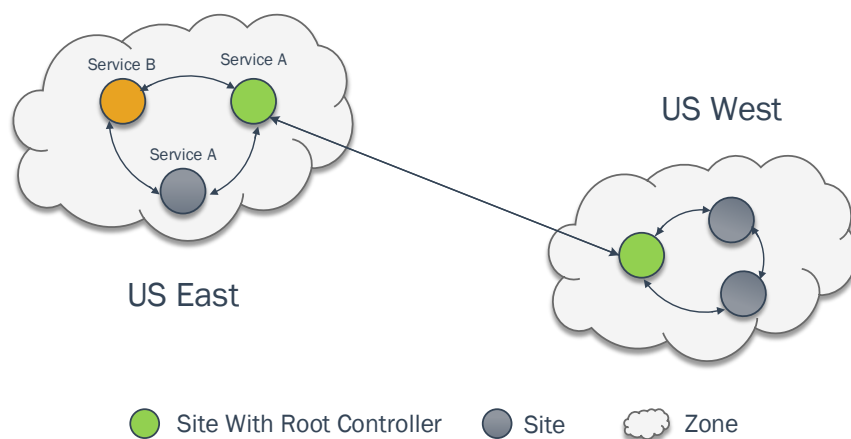 Service B
Service A
Service A
US West
US East
Site With Root Controller
Site
Zone